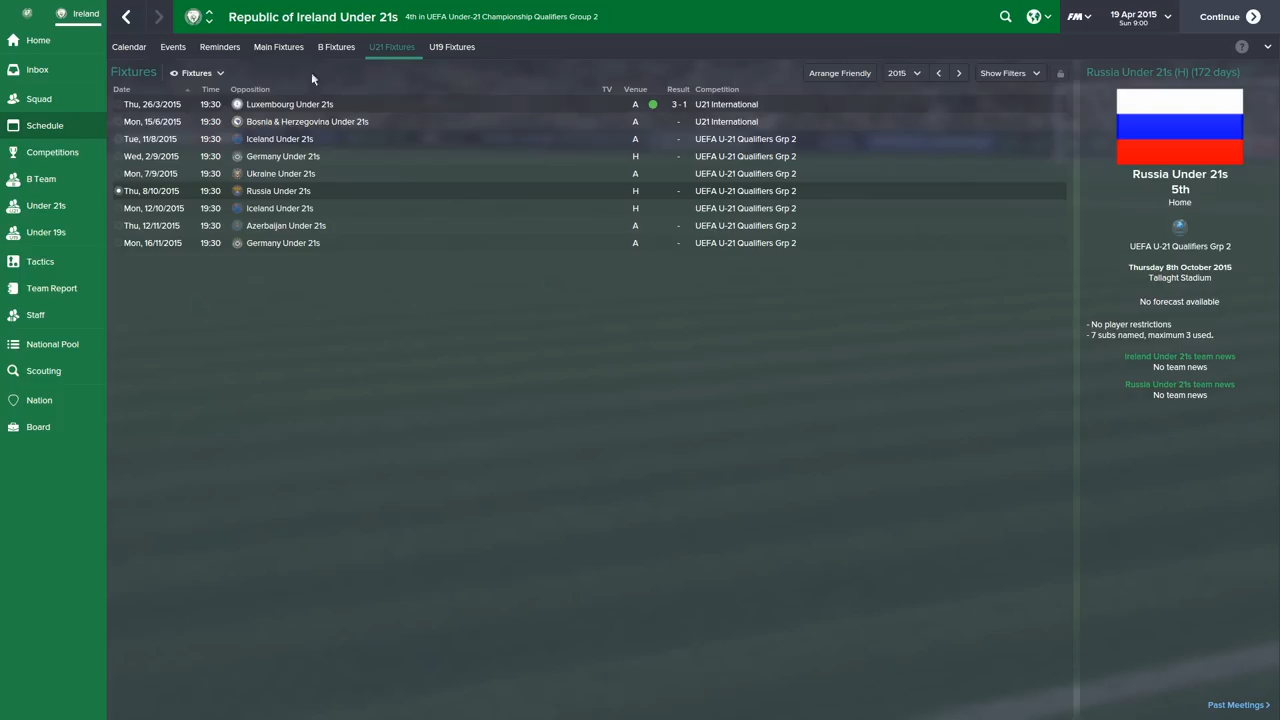 Ireland
Republic of Ireland Under 21s
4th in UEFA Under-21 Championship Qualifiers Group 2
FM
19 Apr 2015
Sun 9:00
Continue
Home
Inbox
Squad
Schedule
Competitions
B Team
Under 21s
Under 19s
Tactics
Team Report
Staff
National Pool
Scouting
Nation
Board
Calendar
Events
Reminders
Main Fixtures
B Fixtures
U21 Fixtures
U19 Fixtures
?
Fixtures
Fixtures
Arrange Friendly
2015
Show Filters
Date Time Opposition TV Venue Result Competition
Thu, 26/3/2015 19:30 Luxembourg Under 21s A 3 - 1 U21 International
Mon, 15/6/2015 19:30 Bosnia & Herzegovina Under 21s A - U21 International
Tue, 11/8/2015 19:30 Iceland Under 21s A - UEFA U-21 Qualifiers Grp 2
Wed, 2/9/2015 19:30 Germany Under 21s H - UEFA U-21 Qualifiers Grp 2
Mon, 7/9/2015 19:30 Ukraine Under 21s A - UEFA U-21 Qualifiers Grp 2
Thu, 8/10/2015 19:30 Russia Under 21s H - UEFA U-21 Qualifiers Grp 2
Mon, 12/10/2015 19:30 Iceland Under 21s H - UEFA U-21 Qualifiers Grp 2
Thu, 12/11/2015 19:30 Azerbaijan Under 21s A - UEFA U-21 Qualifiers Grp 2
Mon, 16/11/2015 19:30 Germany Under 21s A - UEFA U-21 Qualifiers Grp 2
Russia Under 21s (H) (172 days)
Russia Under 21s
5th
Home
UEFA U-21 Qualifiers Grp 2
Thursday 8th October 2015
Tallaght Stadium
No forecast available
- No player restrictions
- 7 subs named, maximum 3 used.
Ireland Under 21s team news
No team news
Russia Under 21s team news
No team news
Past Meetings >